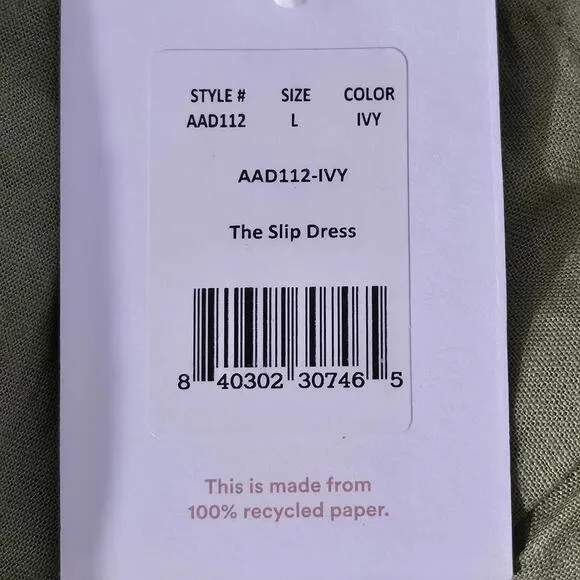 STYLE # SIZE COLOR
AAD112 L IVY
AAD112-IVY
The Slip Dress
8 40302 30746 5
This is made from
100% recycled paper.